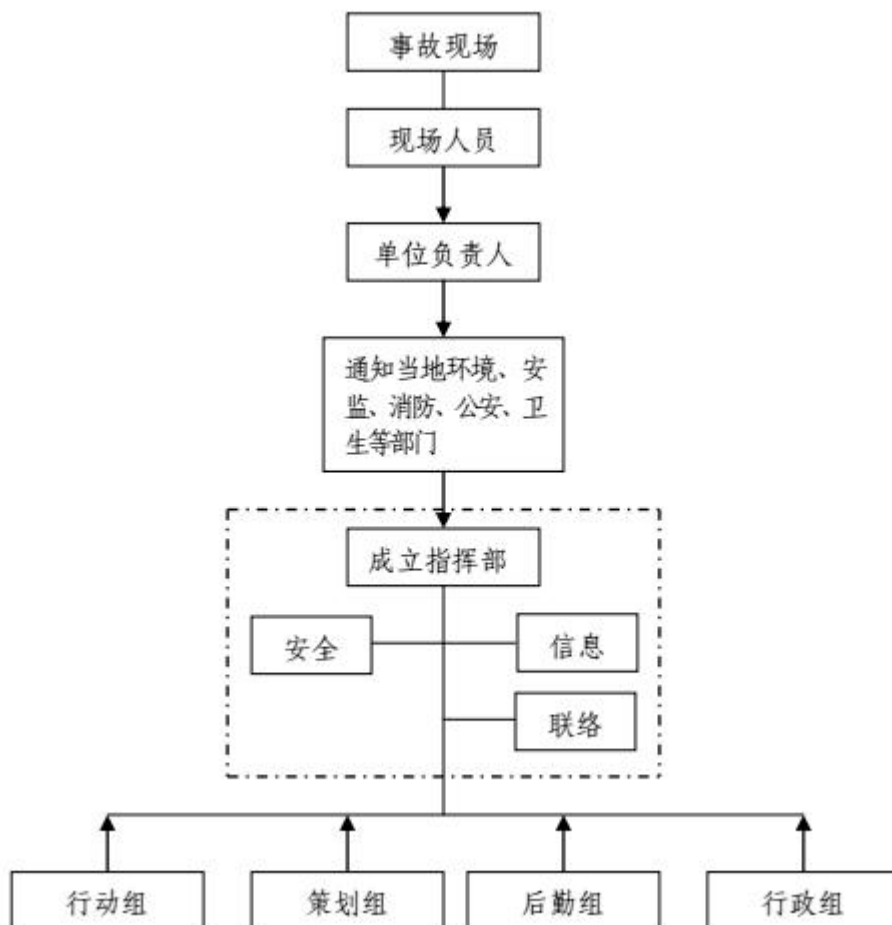 事故现场
现场人员
单位负责人
通知当地环境、安
监、消防、公安、卫
生等部门
成立指挥部
安全
信息
联络
行动组
策划组
后勤组
行政组